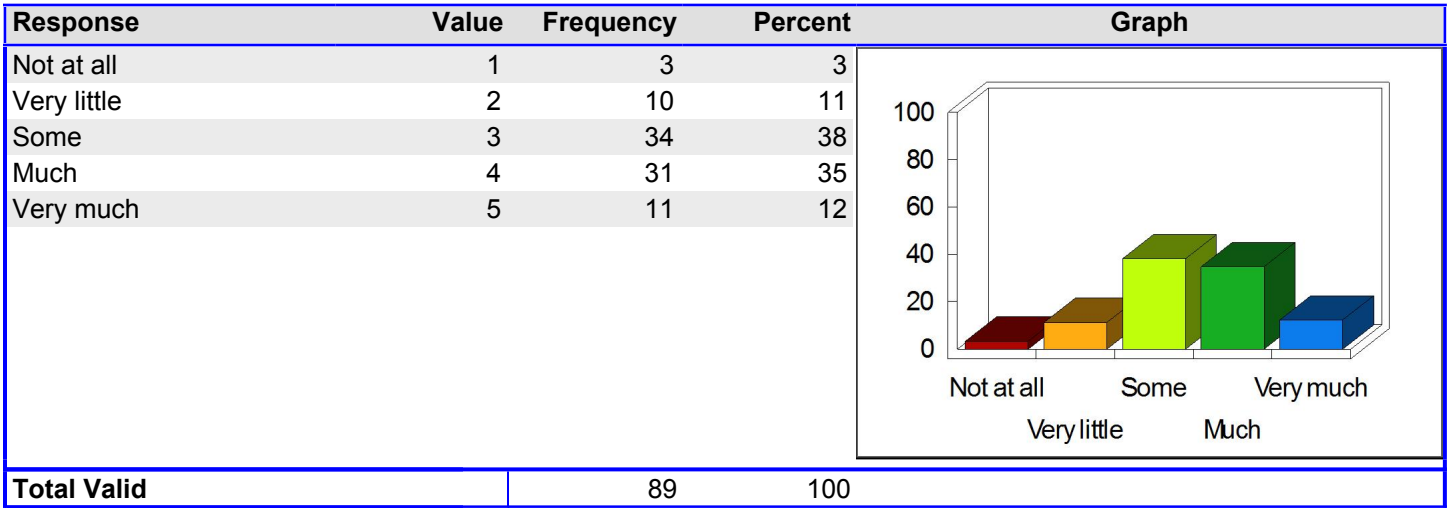 Response Value Frequency Percent Graph
Not at all 1 3 3
Very little 2 10 11
Some 3 34 38
Much 4 31 35
Very much 5 11 12
100
80
60
40
20
0
Not at all Some Very much
Very little Much
Total Valid 89 100